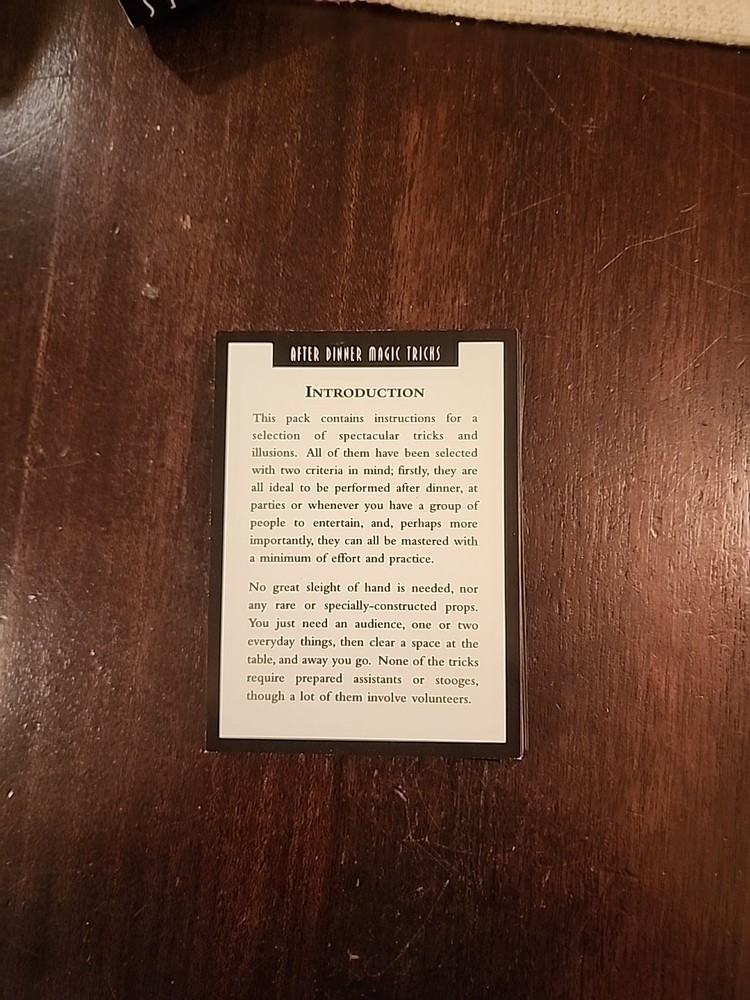 AFTER DINNER MAGIC TRICKS
INTRODUCTION
This pack contains instructions for a
selection of spectacular tricks and
illusions. All of them have been selected
with two criteria in mind; firstly, they are
all ideal to be performed after dinner, at
parties or whenever you have a group of
people to entertain, and, perhaps more
importantly, they can all be mastered with
a minimum of effort and practice.
No great sleight of hand is needed, nor
any rare or specially-constructed props.
You just need an audience, one or two
everyday things, then clear a space at the
table, and away you go. None of the tricks
require prepared assistants or stooges,
though a lot of them involve volunteers.